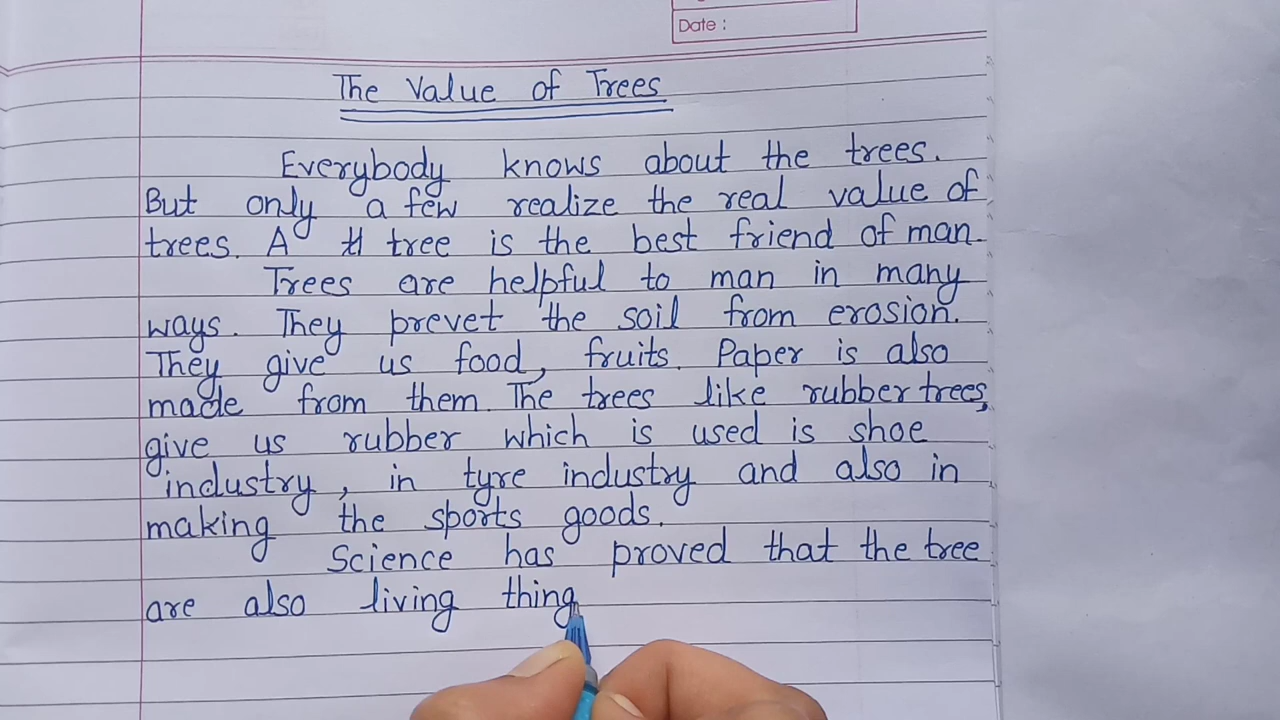 Date :
The Value of Trees
Everybody knows about the trees.
But only a few realize the real value of
trees. A tree is the best friend of man.
Trees are helpful to man in many
ways. They prevet the soil from erosion.
They give us food, fruits. Paper is also
made from them. The trees like rubber trees,
give us rubber which is used is shoe
industry, in tyre industry and also in
making the sports goods.
Science has proved that the tree
are also living thing